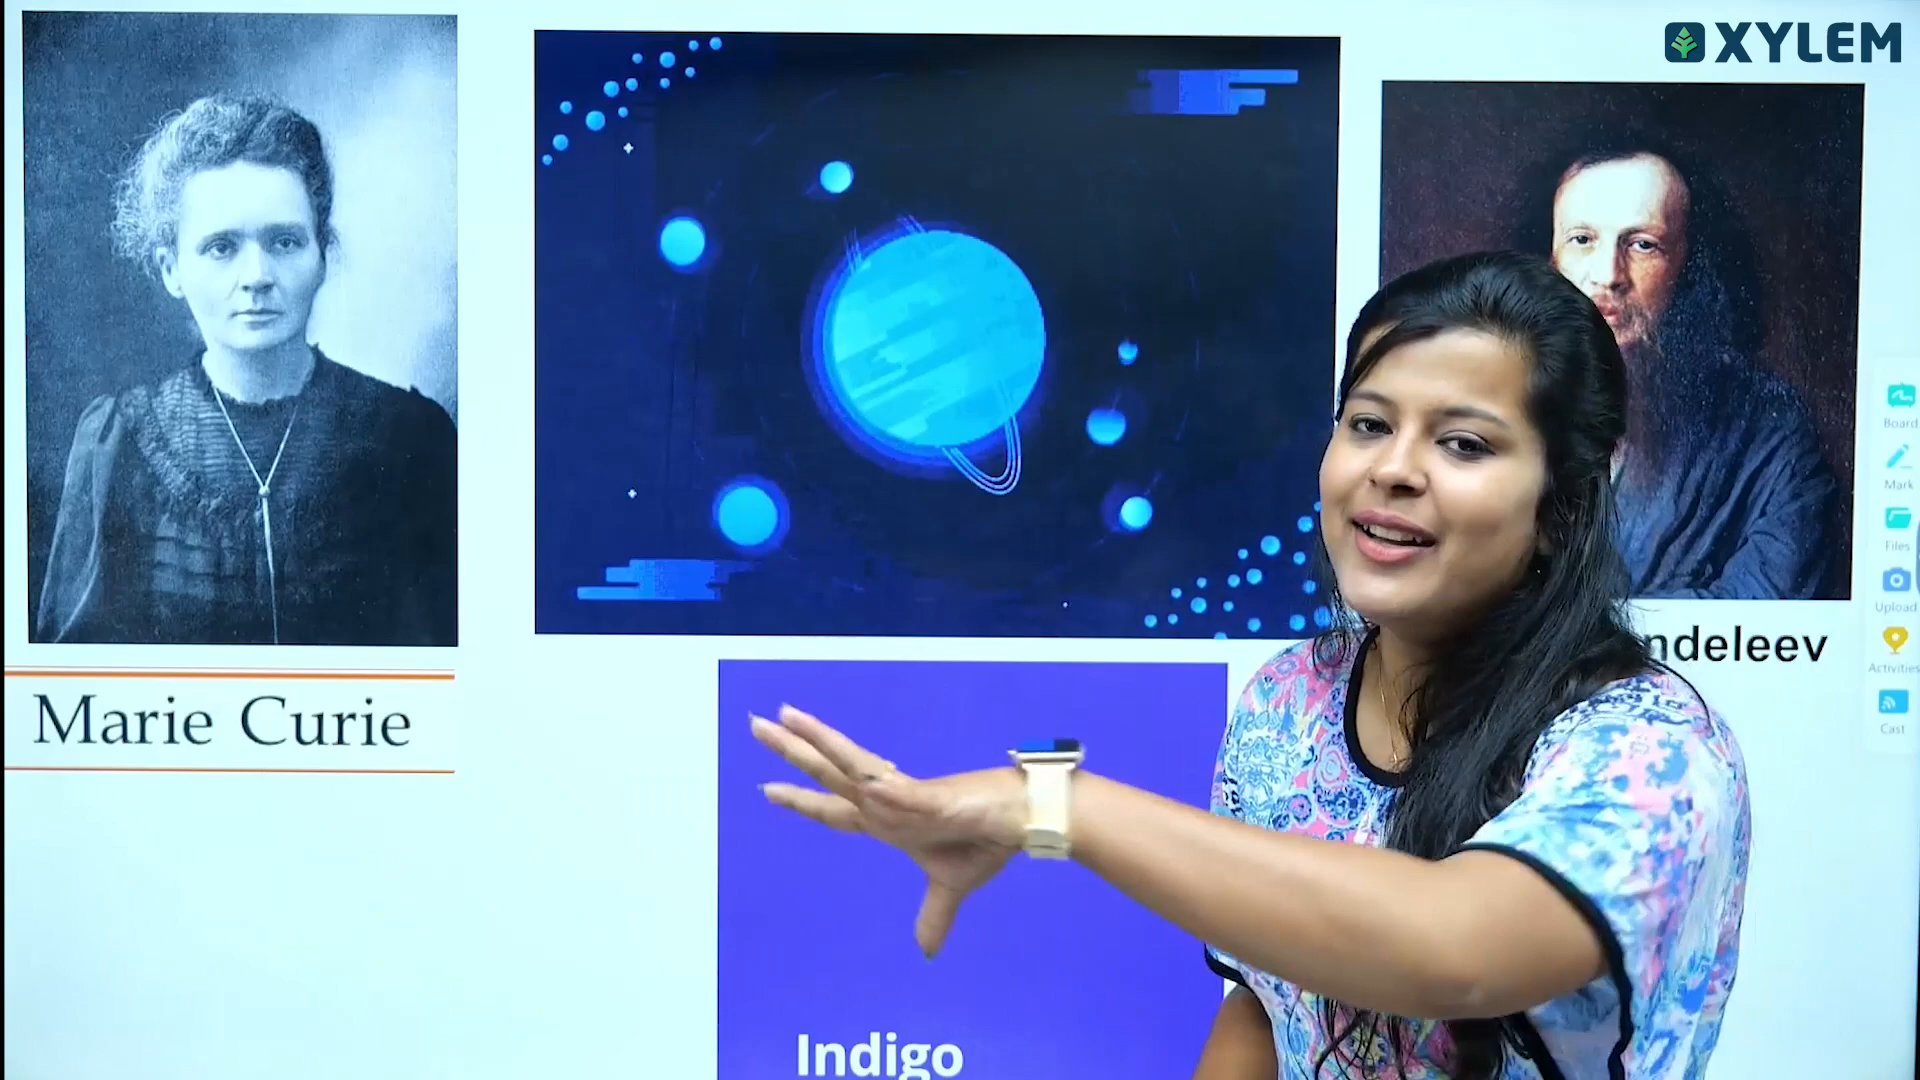 XYLEM
ndeleev
Marie Curie
Indigo
Board
Mark
Files
Upload
Activities
Cast